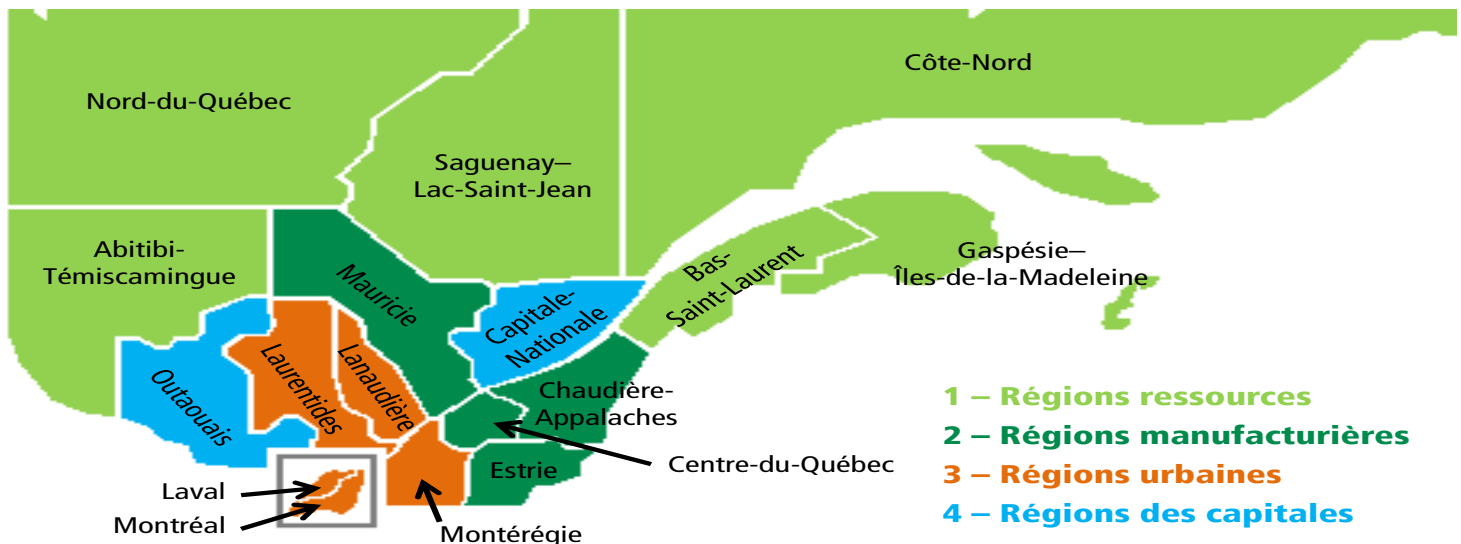 Côte-Nord
Nord-du-Québec
Saguenay–
Lac-Saint-Jean
Abitibi-
Témiscamingue
Mauricie
Capitale-
Nationale
Bas-
Saint-Laurent
Gaspésie–
Îles-de-la-Madeleine
Outaouais
Laurentides
Lanaudière
Chaudière-
Appalaches
Estrie
Centre-du-Québec
Laval
Montréal
Montérégie
1 – Régions ressources
2 – Régions manufacturières
3 – Régions urbaines
4 – Régions des capitales